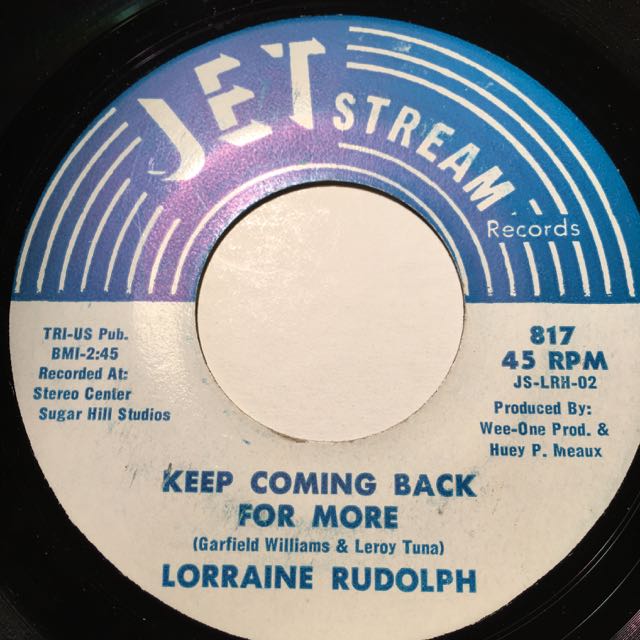 JET STREAM
Records
TRI-US Pub.
BMI-2:45
Recorded At:
Stereo Center
Sugar Hill Studios
817
45 RPM
JS-LRH-02
Produced By:
Wee-One Prod. &
Huey P. Meaux
KEEP COMING BACK
FOR MORE
(Garfield Williams & Leroy Tuna)
LORRAINE RUDOLPH